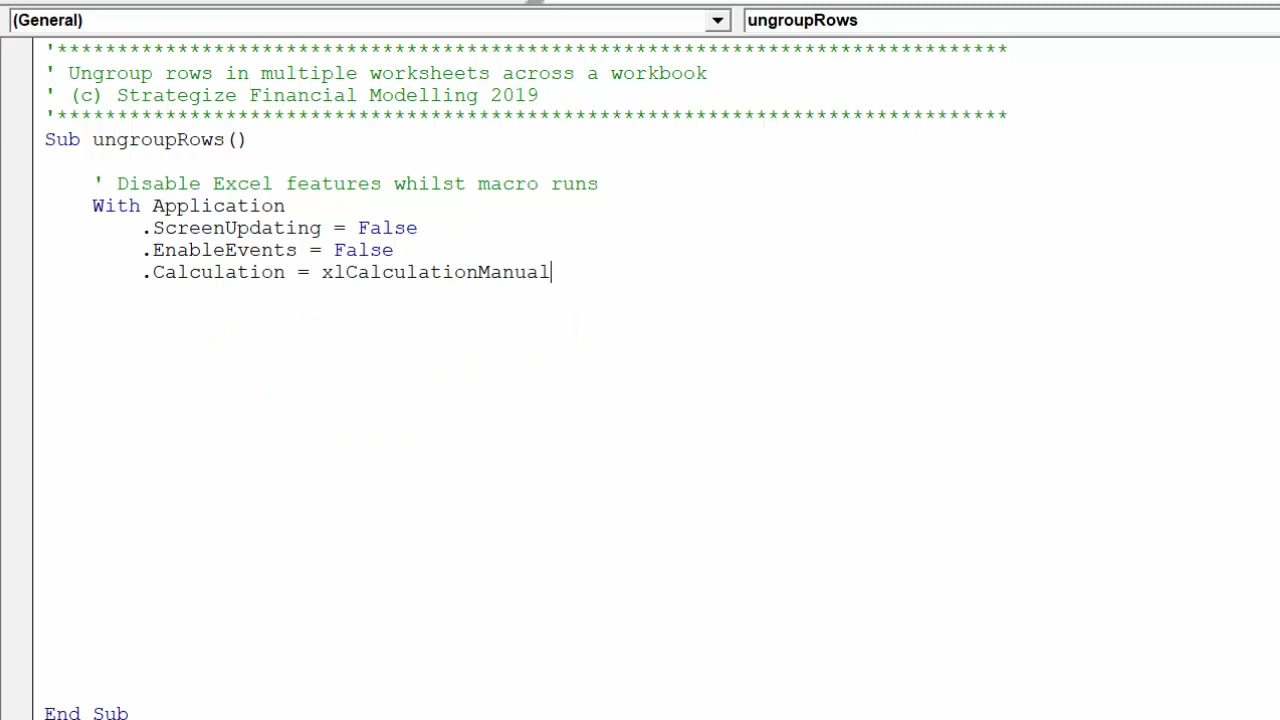 (General) ungroupRows
'*******************************************************************************
' Ungroup rows in multiple worksheets across a workbook
' (c) Strategize Financial Modelling 2019
'*******************************************************************************
Sub ungroupRows()
' Disable Excel features whilst macro runs
With Application
.ScreenUpdating = False
.EnableEvents = False
.Calculation = xlCalculationManual
End Sub